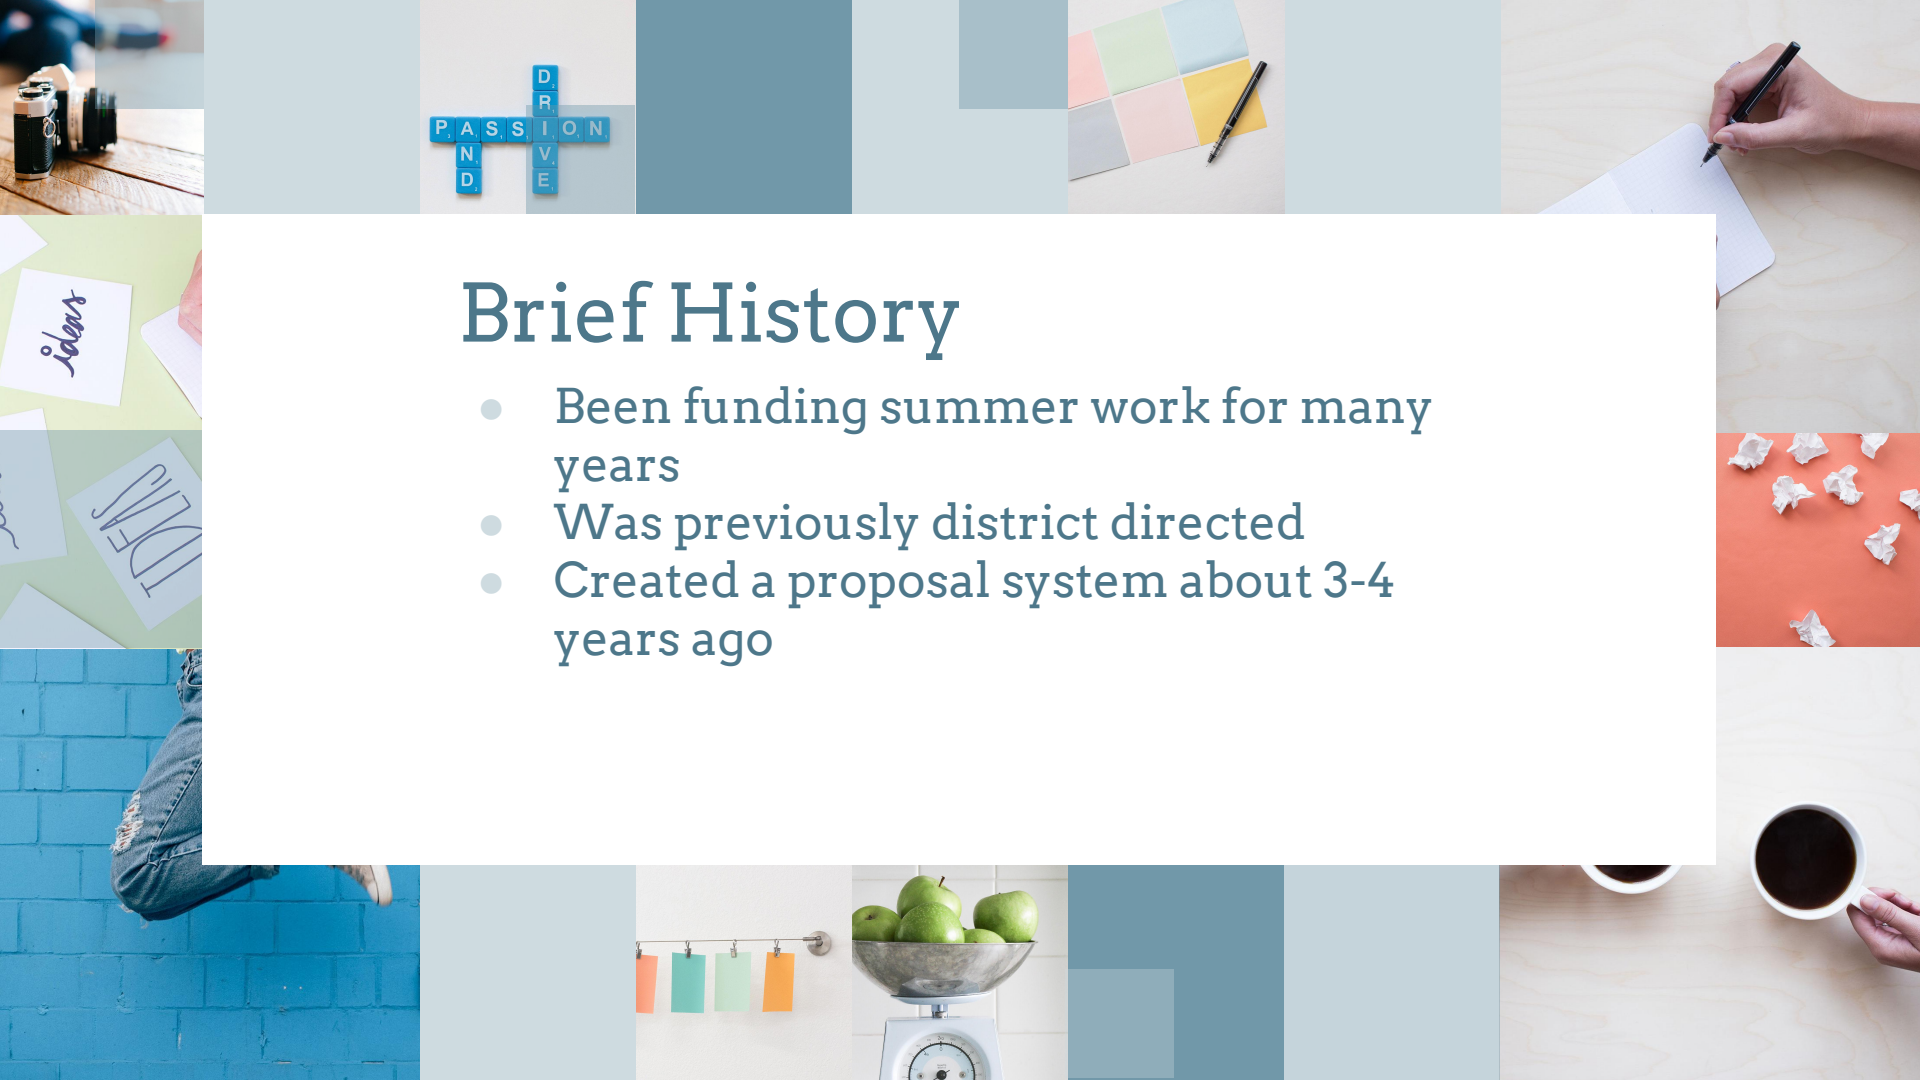 DRIVE
PASSION
AND
ideas
IDEAS
Brief History
● Been funding summer work for many
years
● Was previously district directed
● Created a proposal system about 3-4
years ago